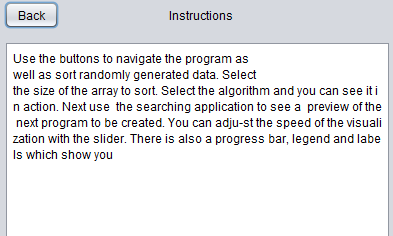 Back
Instructions
Use the buttons to navigate the program as
well as sort randomly generated data. Select
the size of the array to sort. Select the algorithm and you can see it i
n action. Next use  the searching application to see a  preview of the
 next program to be created. You can adju-st the speed of the visuali
zation with the slider. There is also a progress bar, legend and labe
ls which show you